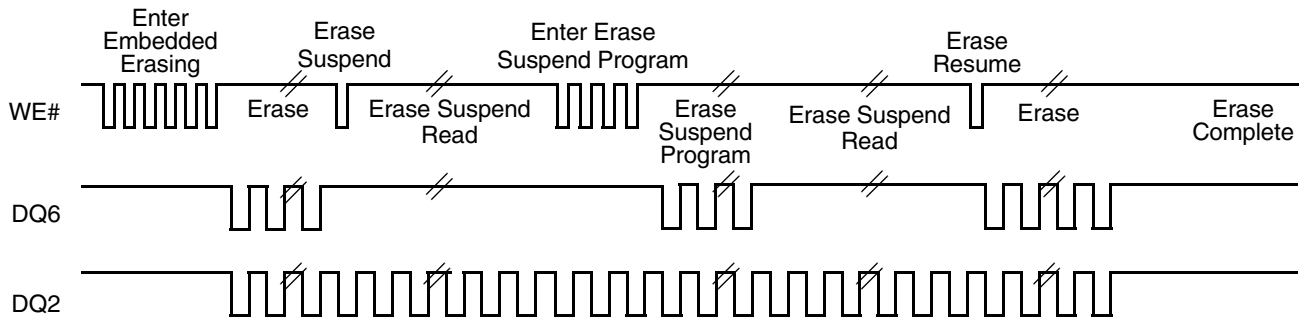 Enter
Embedded
Erasing
Erase
Suspend
Enter Erase
Suspend Program
Erase
Resume
WE#
Erase
Erase Suspend
Read
Erase
Suspend
Program
Erase Suspend
Read
Erase
Erase
Complete
DQ6
DQ2